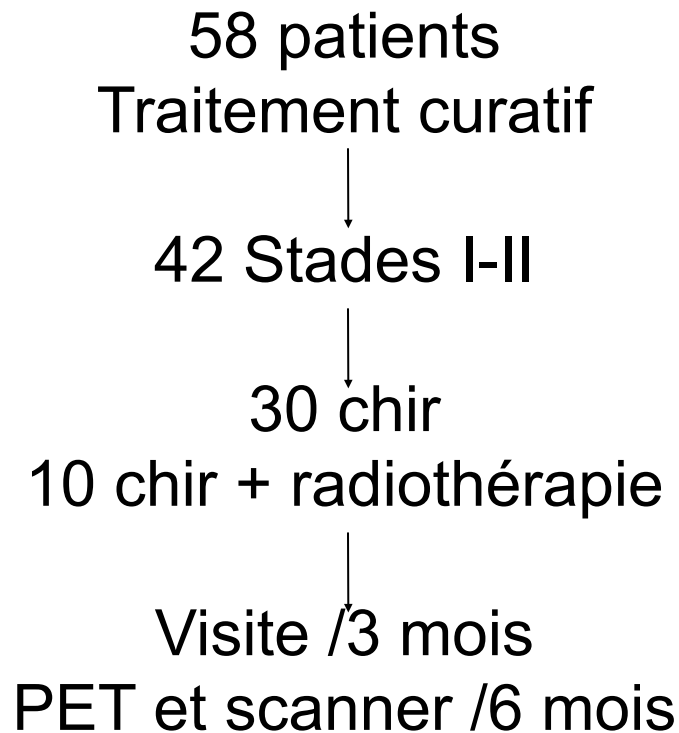 58 patients
Traitement curatif
42 Stades I-II
30 chir
10 chir + radiothérapie
Visite /3 mois
PET et scanner /6 mois